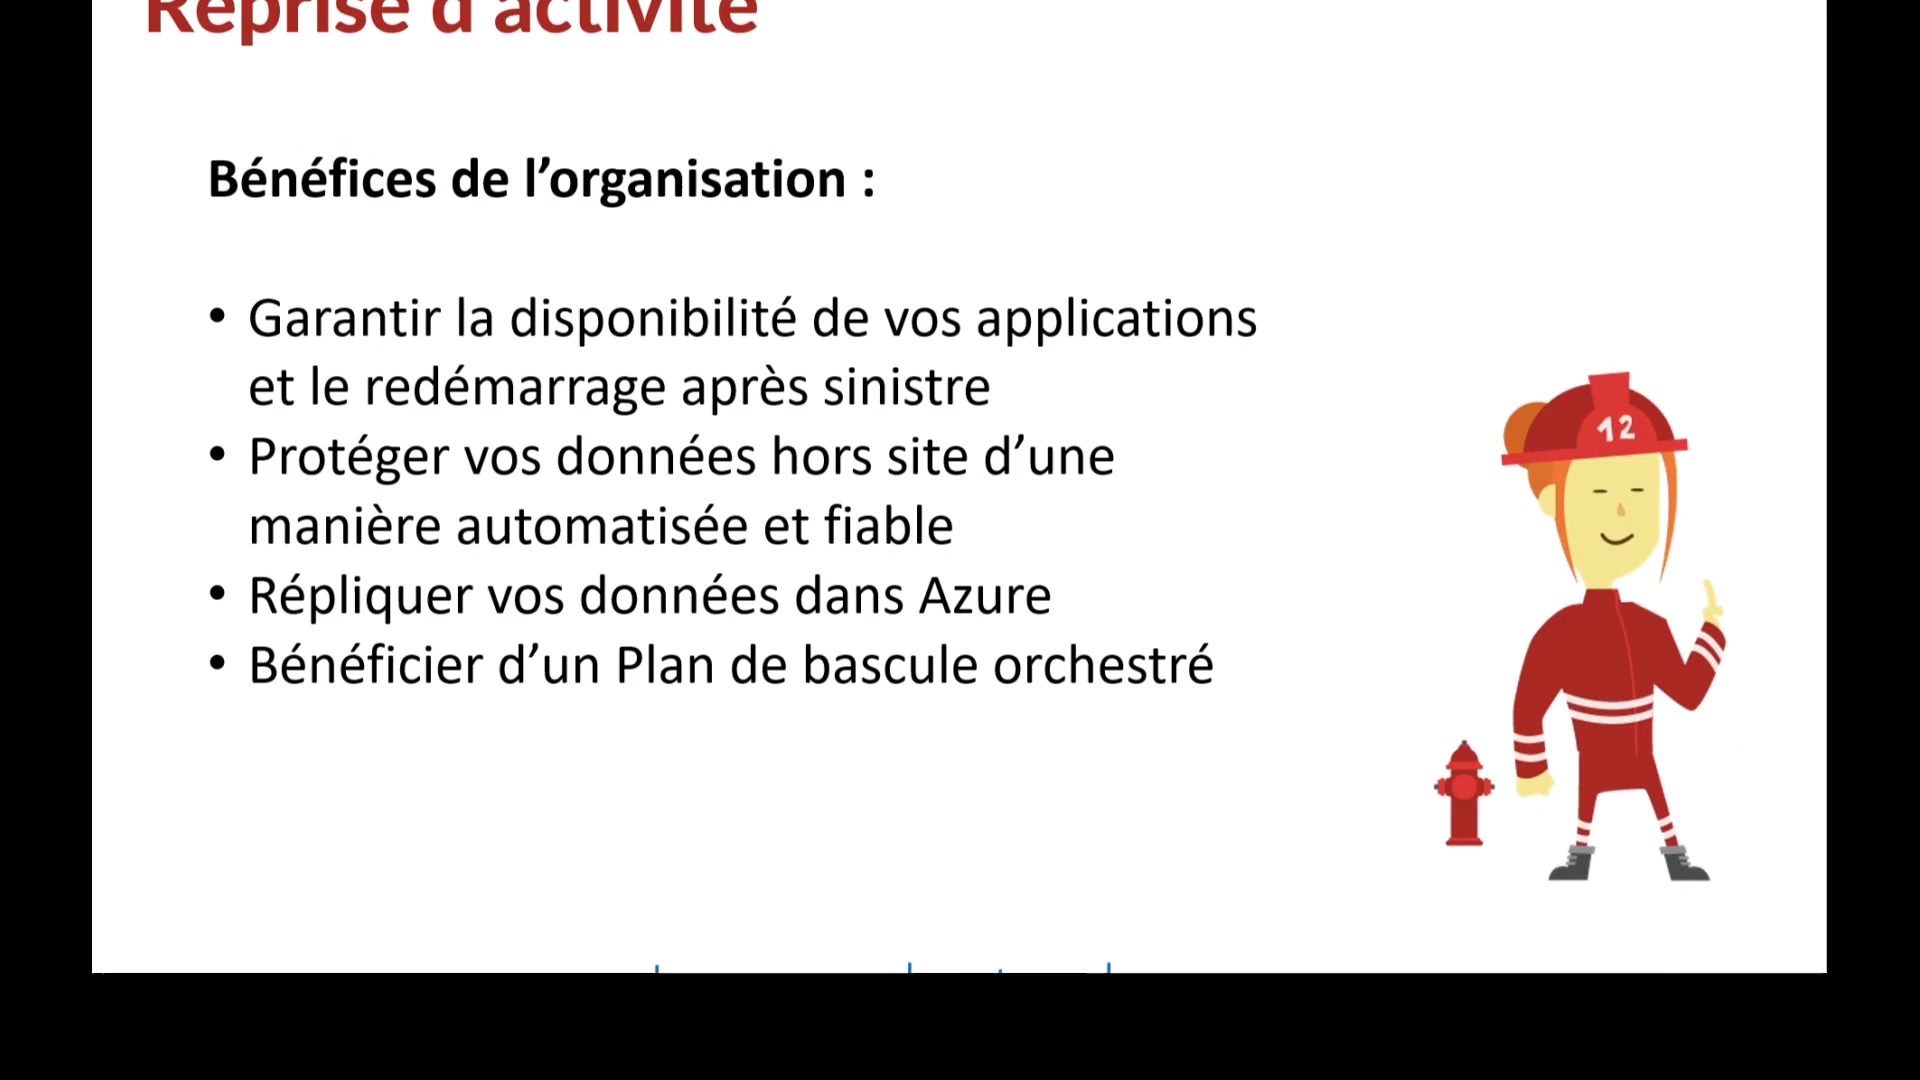 Reprise d'activité
Bénéfices de l’organisation :
• Garantir la disponibilité de vos applications
et le redémarrage après sinistre
• Protéger vos données hors site d’une
manière automatisée et fiable
• Répliquer vos données dans Azure
• Bénéficier d’un Plan de bascule orchestré
12